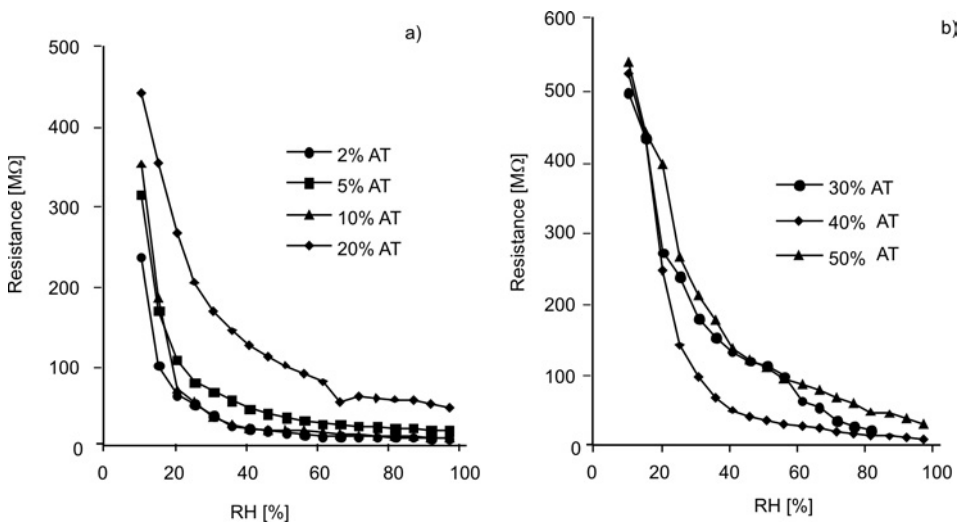 a)
500
400
300
200
100
0
Resistance [MΩ]
2% AT
5% AT
10% AT
20% AT
0 20 40 60 80 100
RH [%]
b)
600
500
400
300
200
100
0
Resistance [MΩ]
30% AT
40% AT
50% AT
0 20 40 60 80 100
RH [%]